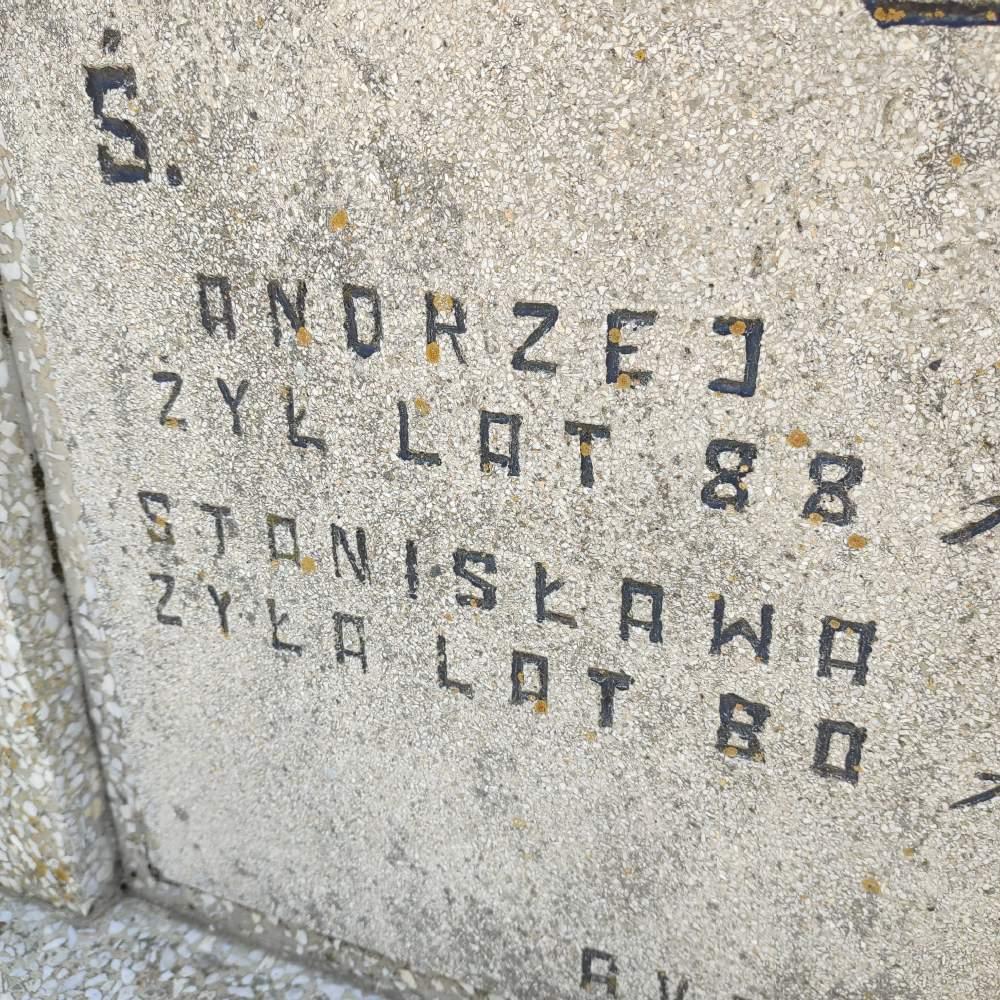 Ś.
ANDRZEJ
ŻYŁ LAT 88
STANISŁAWA
ŻYŁA LAT 80